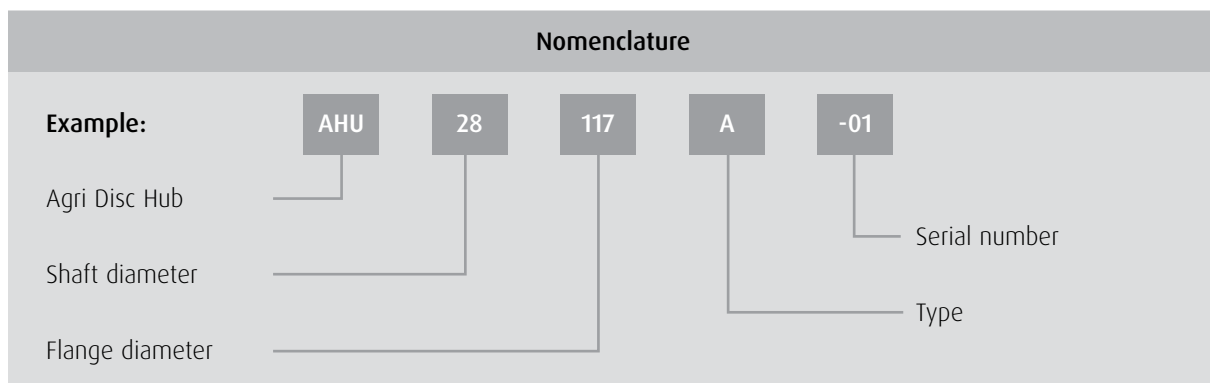 Nomenclature
Example:
AHU 28 117 A -01
Agri Disc Hub
Serial number
Shaft diameter
Type
Flange diameter